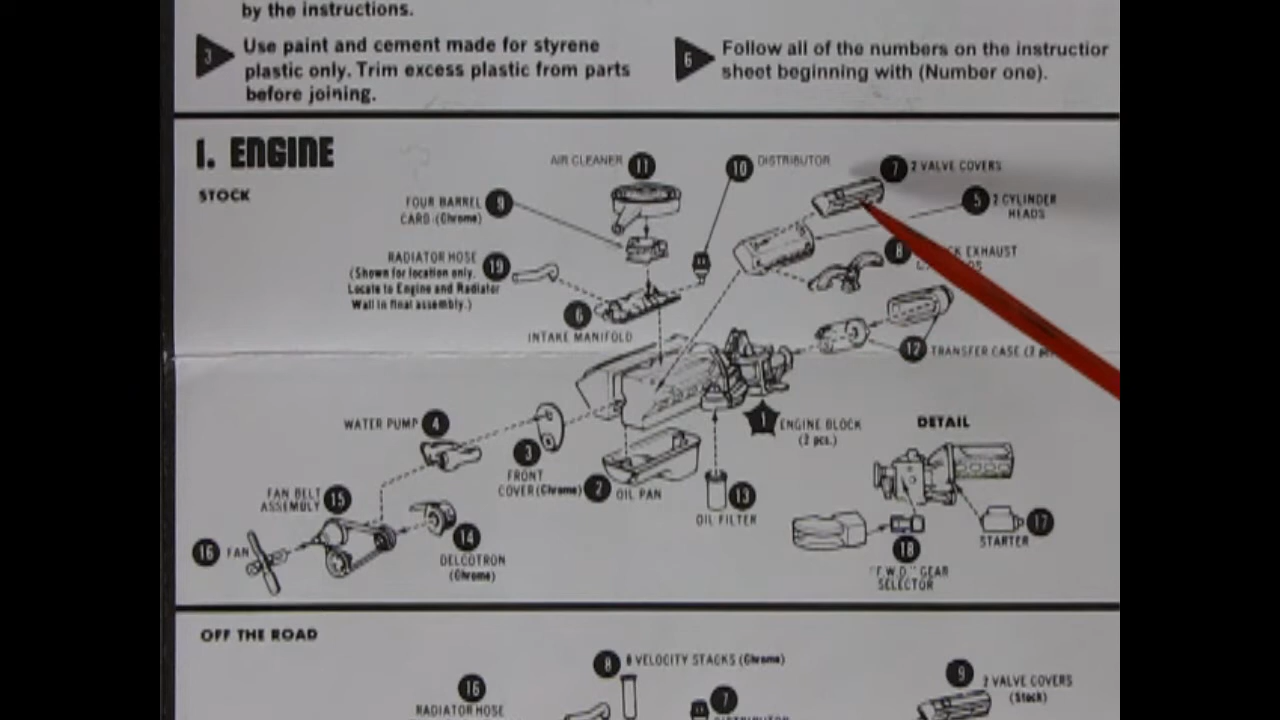 by the instructions.
3
Use paint and cement made for styrene
plastic only. Trim excess plastic from parts
before joining.
6
Follow all of the numbers on the instruction
sheet beginning with (Number one).
1. ENGINE
STOCK
AIR CLEANER 11
10 DISTRIBUTOR
7 2 VALVE COVERS
FOUR BARREL 9
CARD (Chrome)
5 2 CYLINDER
HEADS
RADIATOR HOSE 19
(Shown for location only.
Locate to Engine and Radiator
Wall in final assembly.)
8 EXHAUST
6
INTAKE MANIFOLD
12 TRANSFER CASE (2
WATER PUMP 4
1 ENGINE BLOCK
(2 pcs.)
DETAIL
3
FRONT
COVER (Chrome)
2 OIL PAN
13
OIL FILTER
FAN BELT 15
ASSEMBLY
14
DELCOTRON
(Chrome)
16 FAN
17
STARTER
18
"F.W.D." GEAR
SELECTOR
OFF THE ROAD
8 8 VELOCITY STACKS (Chrome)
16
RADIATOR HOSE
7
DISTRIBUTOR
9 2 VALVE COVERS
(Stock)